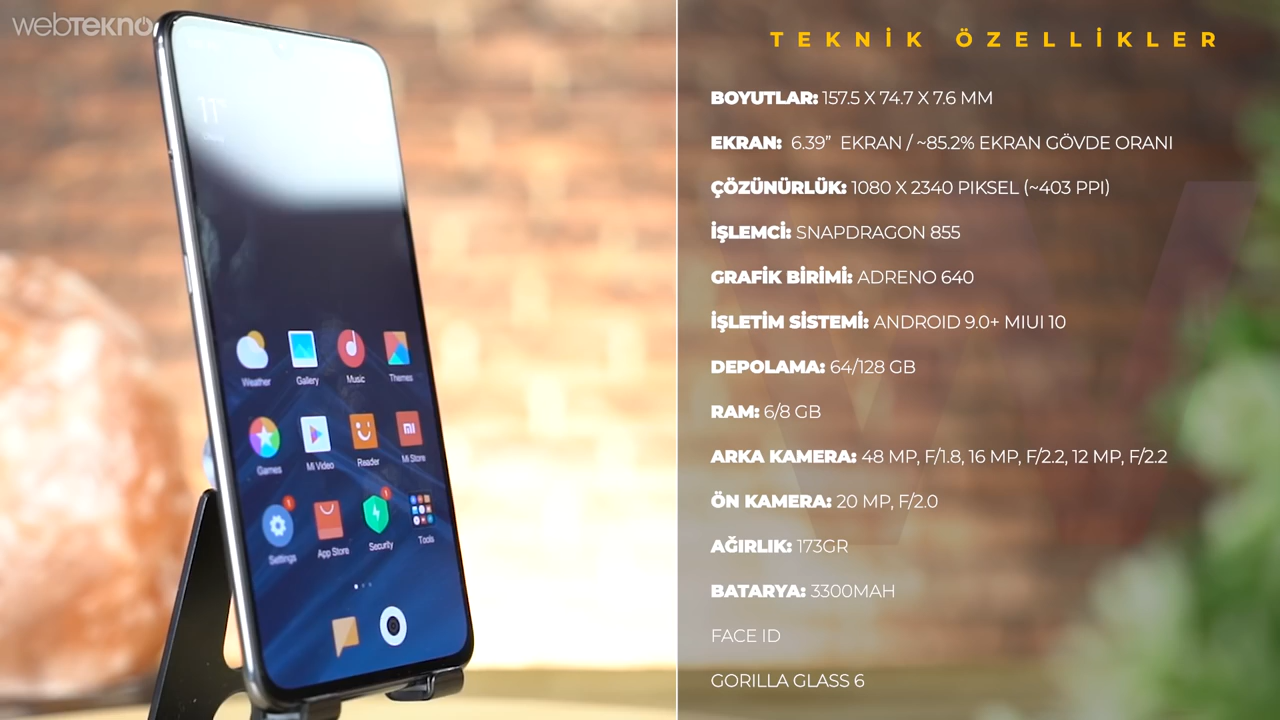 webTEKNO
TEKNİK ÖZELLİKLER
BOYUTLAR: 157.5 X 74.7 X 7.6 MM
EKRAN: 6.39” EKRAN / ~85.2% EKRAN GÖVDE ORANI
ÇÖZÜNÜRLÜK: 1080 X 2340 PIKSEL (~403 PPI)
İŞLEMCİ: SNAPDRAGON 855
GRAFİK BİRİMİ: ADRENO 640
İŞLETİM SİSTEMİ: ANDROID 9.0+ MIUI 10
DEPOLAMA: 64/128 GB
RAM: 6/8 GB
ARKA KAMERA: 48 MP, F/1.8, 16 MP, F/2.2, 12 MP, F/2.2
ÖN KAMERA: 20 MP, F/2.0
AĞIRLIK: 173GR
BATARYA: 3300MAH
FACE ID
GORILLA GLASS 6
11°
Weather Gallery Music Themes
Games Mi Video Reader Mi Store
Settings App Store Security Tools